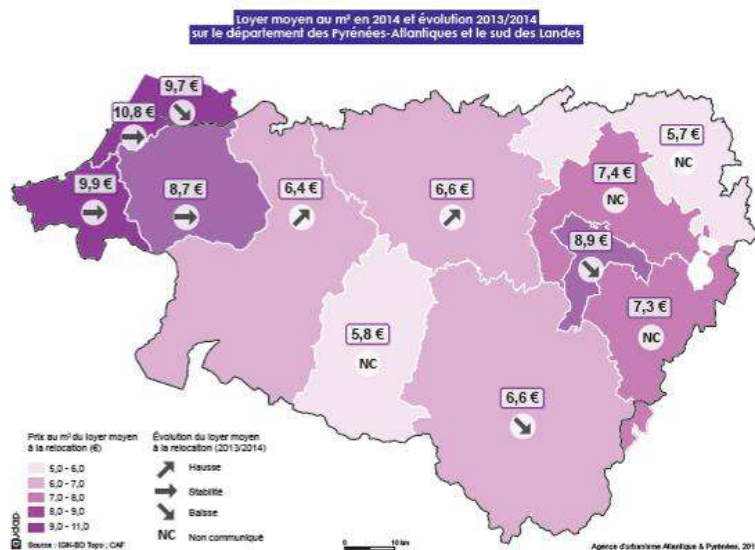 Loyer moyen au m² en 2014 et évolution 2013/2014
sur le département des Pyrénées-Atlantiques et le sud des Landes
9,7 €
10,8 €
5,7 €
NC
7,4 €
NC
9,9 €
8,7 €
6,4 €
6,6 €
8,9 €
7,3 €
NC
5,8 €
NC
6,6 €
Prix au m² du loyer moyen
à la relocation (€)
5,0 - 6,0
6,0 - 7,0
7,0 - 8,0
8,0 - 9,0
9,0 - 11,0
Évolution du loyer moyen
à la relocation (2013/2014)
Hausse
Stabilité
Baisse
NC Non communiqué
udap
Source : IGN-BD Topo ; CAF
0 10 km
Agence d'urbanisme Atlantique & Pyrénées,